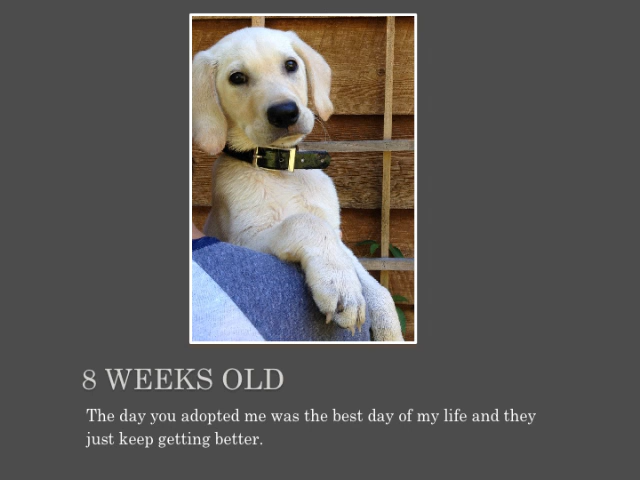 8 WEEKS OLD
The day you adopted me was the best day of my life and they
just keep getting better.